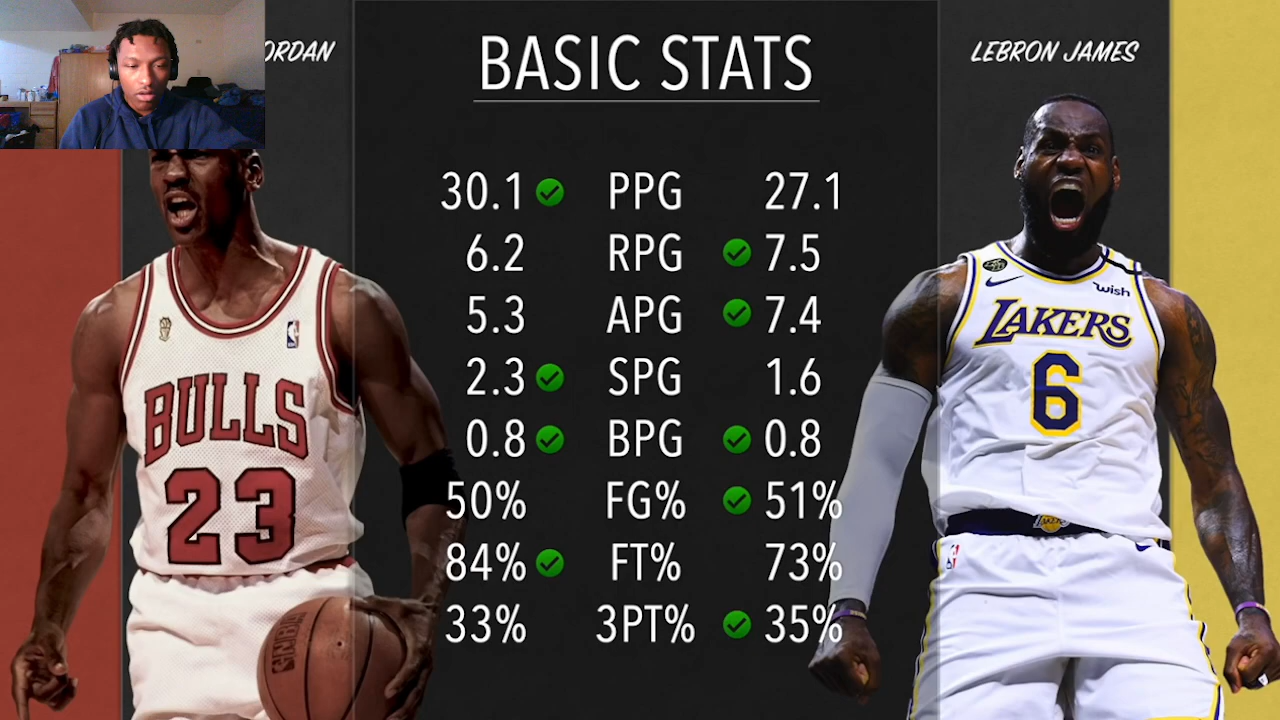 ORDAN
BASIC STATS
LEBRON JAMES
30.1 PPG 27.1
6.2 RPG 7.5
5.3 APG 7.4
2.3 SPG 1.6
0.8 BPG 0.8
50% FG% 51%
84% FT% 73%
33% 3PT% 35%
BULLS
23
wish
LAKERS
6